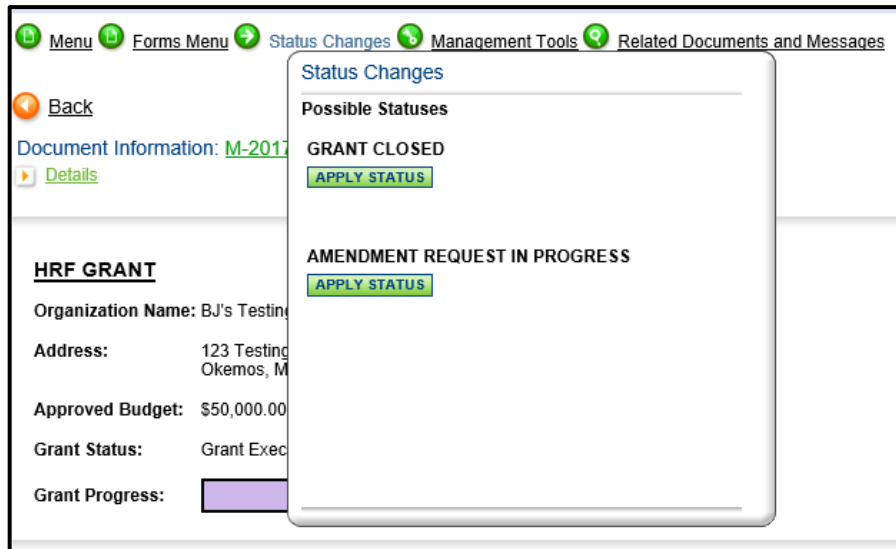 Menu Forms Menu Status Changes Management Tools Related Documents and Messages
Status Changes
Back
Possible Statuses
Document Information: M-2017
Details
GRANT CLOSED
APPLY STATUS
AMENDMENT REQUEST IN PROGRESS
APPLY STATUS
HRF GRANT
Organization Name: BJ's Testing
Address: 123 Testing
Okemos, M
Approved Budget: $50,000.00
Grant Status: Grant Exec
Grant Progress: